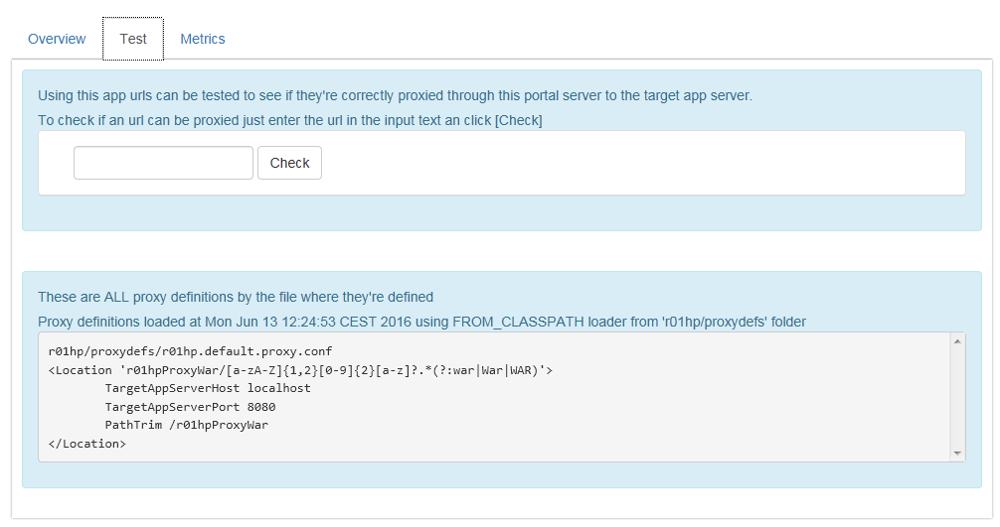 Overview Test Metrics
Using this app urls can be tested to see if they're correctly proxied through this portal server to the target app server.
To check if an url can be proxied just enter the url in the input text an click [Check]
Check
These are ALL proxy definitions by the file where they're defined
Proxy definitions loaded at Mon Jun 13 12:24:53 CEST 2016 using FROM_CLASSPATH loader from 'r01hp/proxydefs' folder
r01hp/proxydefs/r01hp.default.proxy.conf
<Location 'r01hpProxyWar/[a-zA-Z]{1,2}[0-9]{2}[a-z]?.*(?:war|War|WAR)'>
TargetAppServerHost localhost
TargetAppServerPort 8080
PathTrim /r01hpProxyWar
</Location>